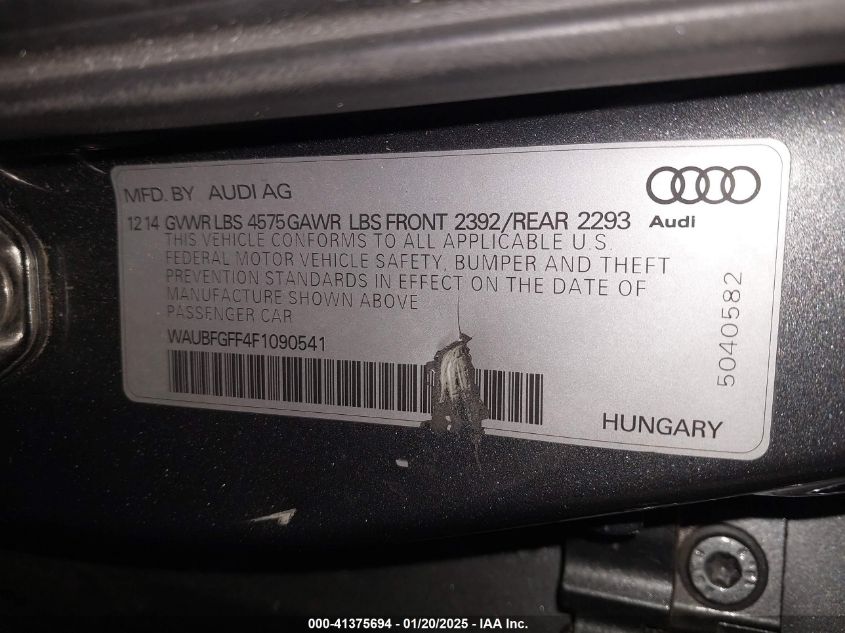 MFD. BY AUDI AG
12 14 GVWR LBS 4575 GAWR LBS FRONT 2392/REAR 2293
Audi
THIS VEHICLE CONFORMS TO ALL APPLICABLE U.S.
FEDERAL MOTOR VEHICLE SAFETY, BUMPER AND THEFT
PREVENTION STANDARDS IN EFFECT ON THE DATE OF
MANUFACTURE SHOWN ABOVE
PASSENGER CAR
WAUBFGFF4F1090541
5040582
HUNGARY
000-41375694 - 01/20/2025 - IAA Inc.